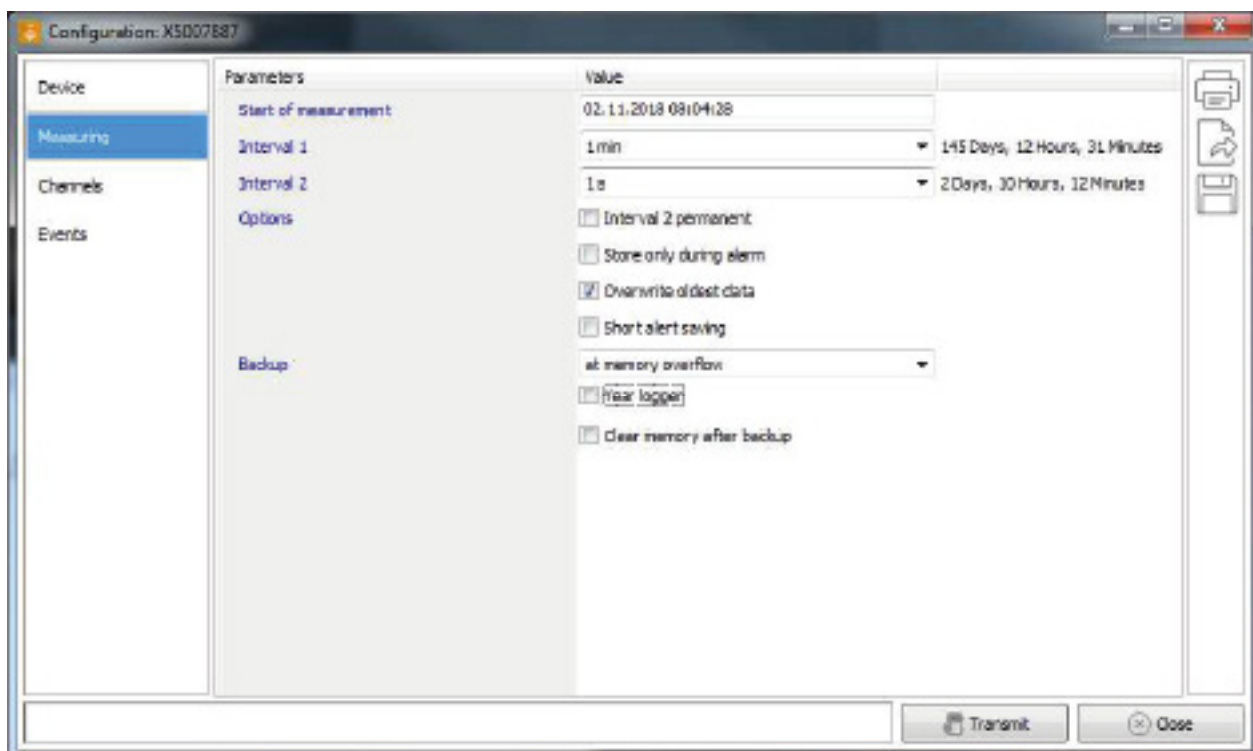 Configuration: XS007887
Device
Measuring
Channels
Events
Parameters Value
Start of measurement 02.11.2018 08:04:28
Interval 1 1 min 145 Days, 12 Hours, 31 Minutes
Interval 2 1 s 2 Days, 10 Hours, 12 Minutes
Options Interval 2 permanent
Store only during alarm
Overwrite oldest data
Short alert saving
Backup at memory overflow
Year logger
Clear memory after backup
Transmit Close